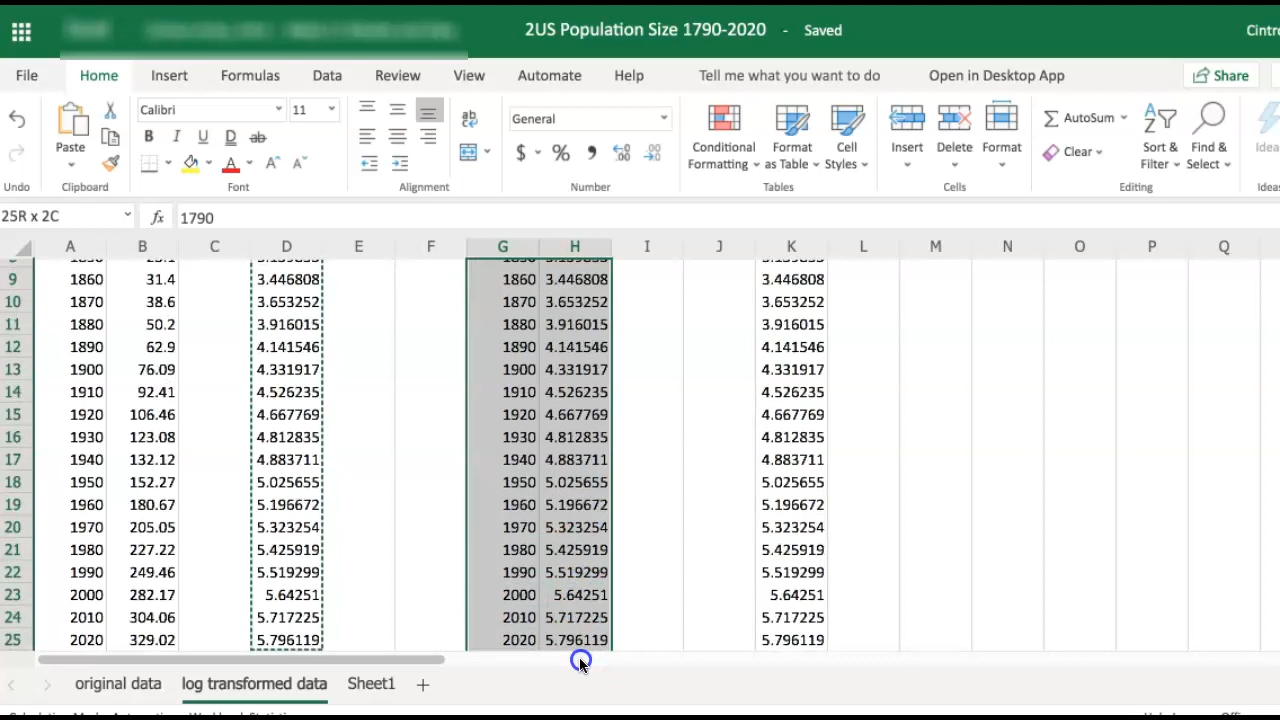 2US Population Size 1790-2020 - Saved
File Home Insert Formulas Data Review View Automate Help Tell me what you want to do Open in Desktop App Share
Calibri 11 General
Paste Conditional Formatting Format as Table Cell Styles Insert Delete Format AutoSum Clear Sort & Filter Find & Select
Undo Clipboard Font Alignment Number Tables Cells Editing
25R x 2C fx 1790
A B C D E F G H I J K L M N O P Q
9 1860 31.4 3.446808 1860 3.446808 3.446808
10 1870 38.6 3.653252 1870 3.653252 3.653252
11 1880 50.2 3.916015 1880 3.916015 3.916015
12 1890 62.9 4.141546 1890 4.141546 4.141546
13 1900 76.09 4.331917 1900 4.331917 4.331917
14 1910 92.41 4.526235 1910 4.526235 4.526235
15 1920 106.46 4.667769 1920 4.667769 4.667769
16 1930 123.08 4.812835 1930 4.812835 4.812835
17 1940 132.12 4.883711 1940 4.883711 4.883711
18 1950 152.27 5.025655 1950 5.025655 5.025655
19 1960 180.67 5.196672 1960 5.196672 5.196672
20 1970 205.05 5.323254 1970 5.323254 5.323254
21 1980 227.22 5.425919 1980 5.425919 5.425919
22 1990 249.46 5.519299 1990 5.519299 5.519299
23 2000 282.17 5.64251 2000 5.64251 5.64251
24 2010 304.06 5.717225 2010 5.717225 5.717225
25 2020 329.02 5.796119 2020 5.796119 5.796119
original data log transformed data Sheet1